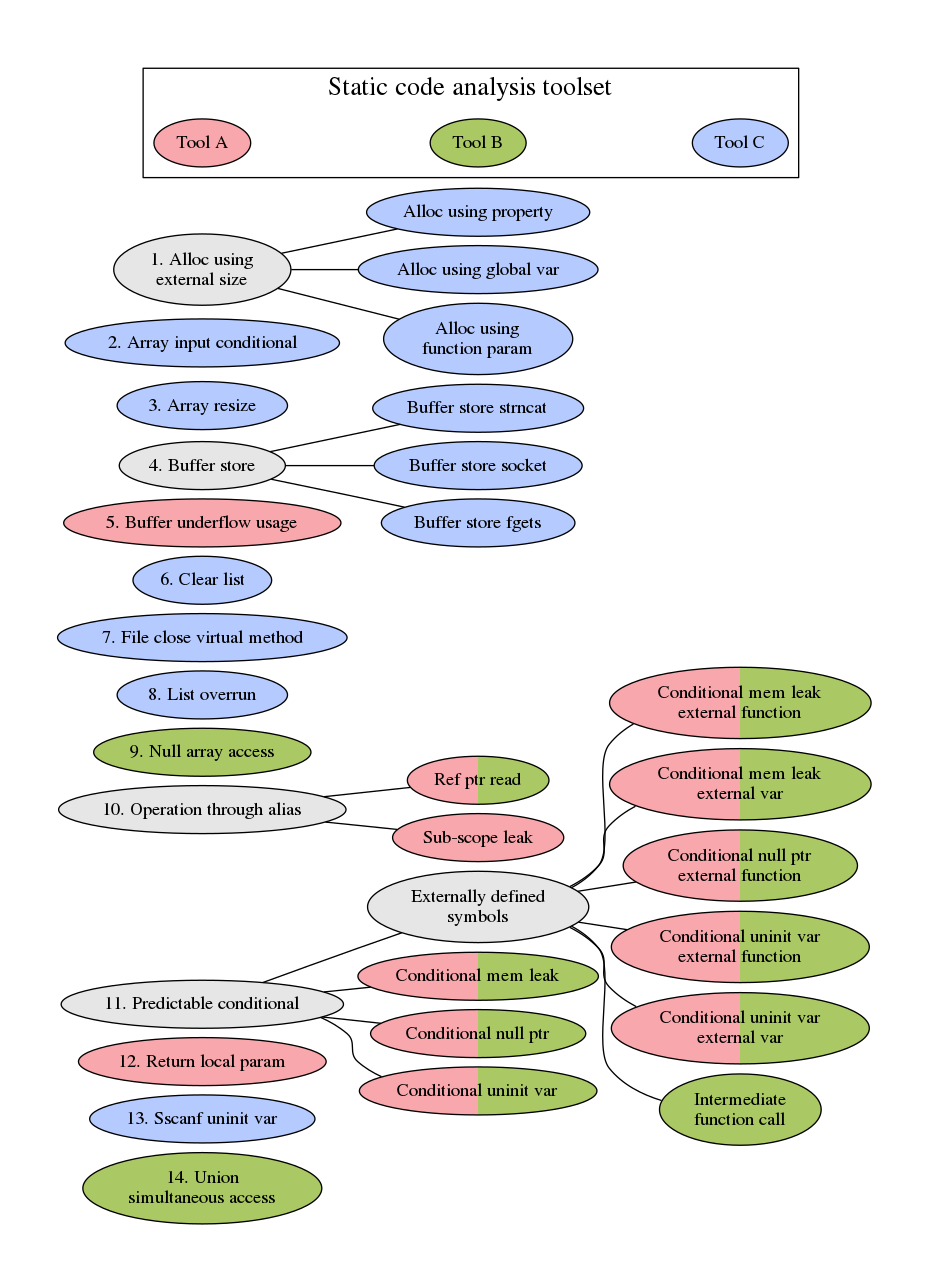 Static code analysis toolset
Tool A
Tool B
Tool C
Alloc using property
1. Alloc using
external size
Alloc using global var
Alloc using
function param
2. Array input conditional
3. Array resize
Buffer store strncat
4. Buffer store
Buffer store socket
5. Buffer underflow usage
Buffer store fgets
6. Clear list
7. File close virtual method
8. List overrun
Conditional mem leak
external function
9. Null array access
Ref ptr read
Conditional mem leak
external var
10. Operation through alias
Sub-scope leak
Conditional null ptr
external function
Externally defined
symbols
Conditional uninit var
external function
Conditional mem leak
11. Predictable conditional
Conditional uninit var
external var
Conditional null ptr
12. Return local param
Conditional uninit var
Intermediate
function call
13. Sscanf uninit var
14. Union
simultaneous access